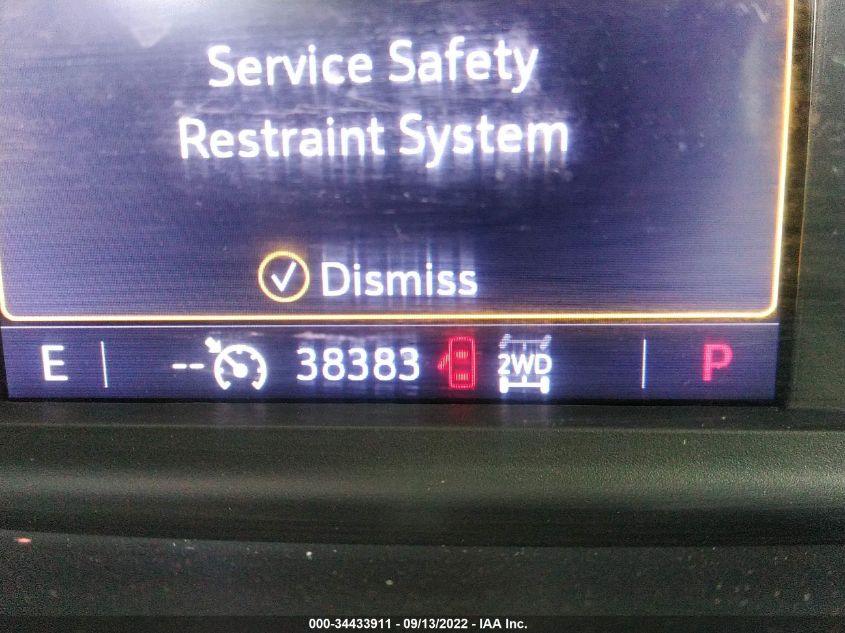 Service Safety
Restraint System
Dismiss
E -- 38383 2WD P
000-34433911 - 09/13/2022 - IAA Inc.